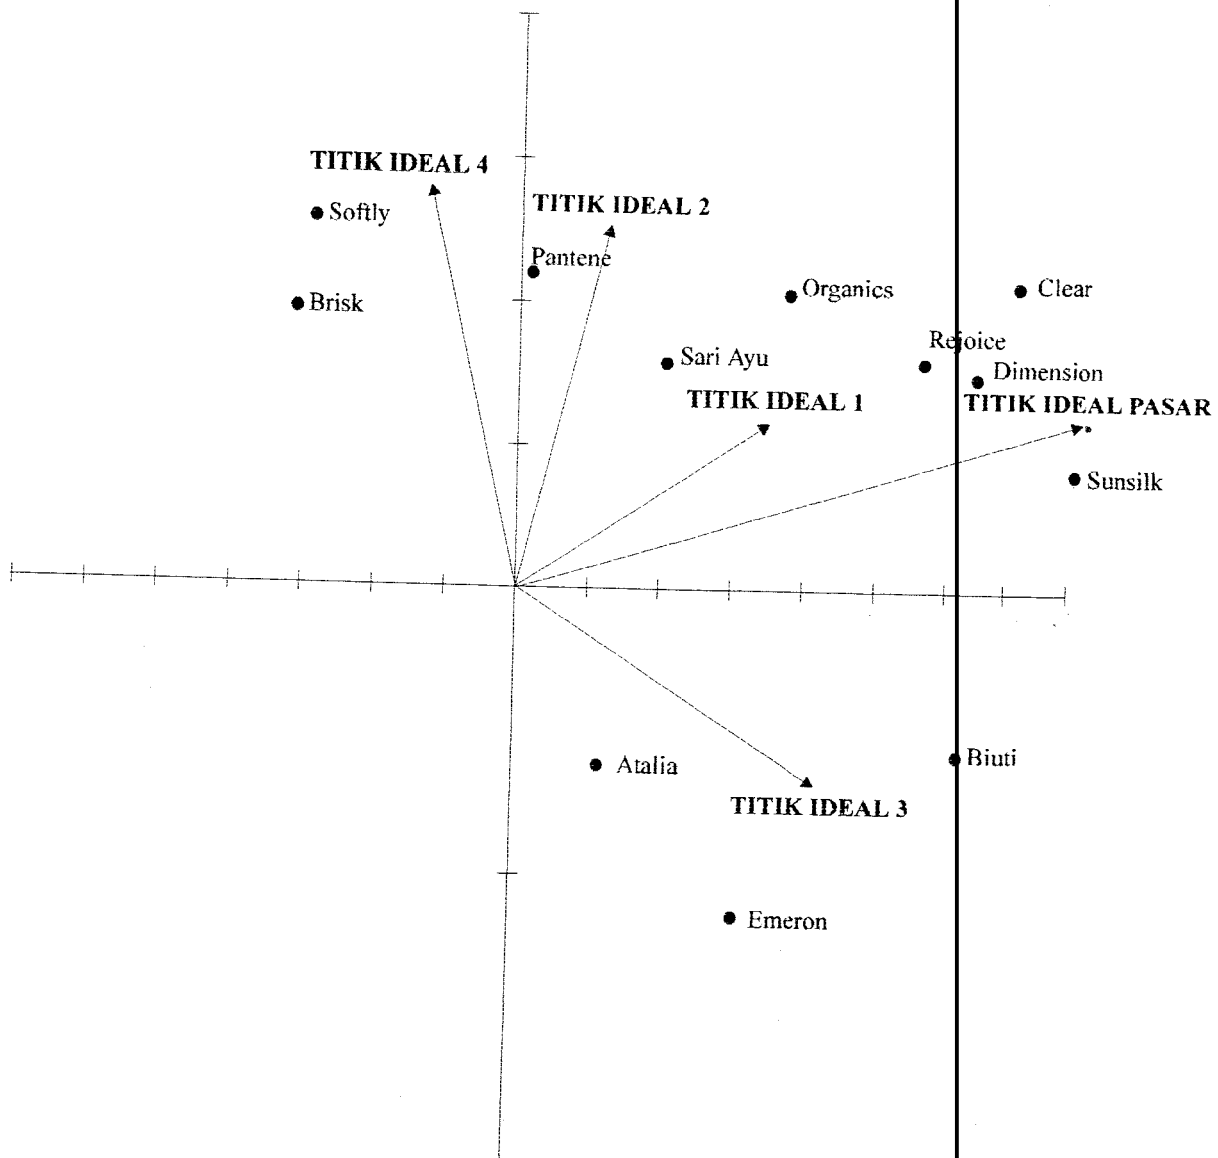 TITIK IDEAL 4
TITIK IDEAL 2
Softly
Pantene
Brisk
Organics
Clear
Rejoice
Sari Ayu
Dimension
TITIK IDEAL 1
TITIK IDEAL PASAR
Sunsilk
Atalia
Biuti
TITIK IDEAL 3
Emeron